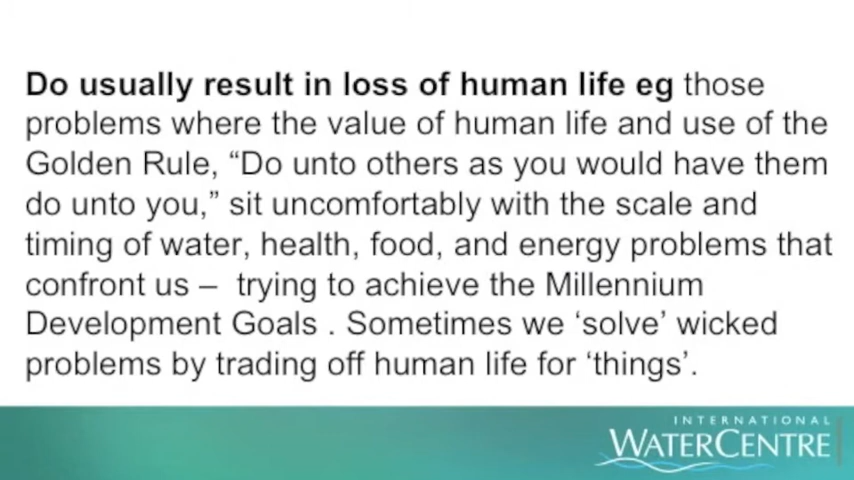 Do usually result in loss of human life eg those
problems where the value of human life and use of the
Golden Rule, “Do unto others as you would have them
do unto you,” sit uncomfortably with the scale and
timing of water, health, food, and energy problems that
confront us – trying to achieve the Millennium
Development Goals . Sometimes we ‘solve’ wicked
problems by trading off human life for ‘things’.
INTERNATIONAL
WATERCENTRE